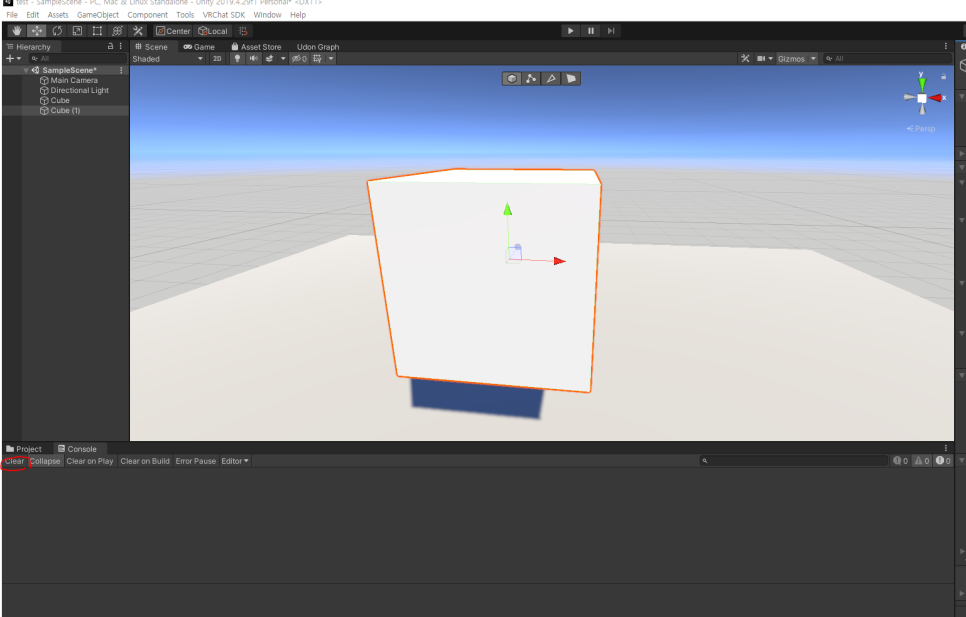 test - SampleScene - PC, Mac & Linux Standalone - Unity 2019.4.29f1 Personal* <DX11>
File Edit Assets GameObject Component Tools VRChat SDK Window Help
Center Local
Hierarchy
Scene Game Asset Store Udon Graph
All
Shaded 2D 0 Gizmos All
SampleScene*
Main Camera
Directional Light
Cube
Cube (1)
y
x
Persp
Project Console
Clear Collapse Clear on Play Clear on Build Error Pause Editor 0 0 0